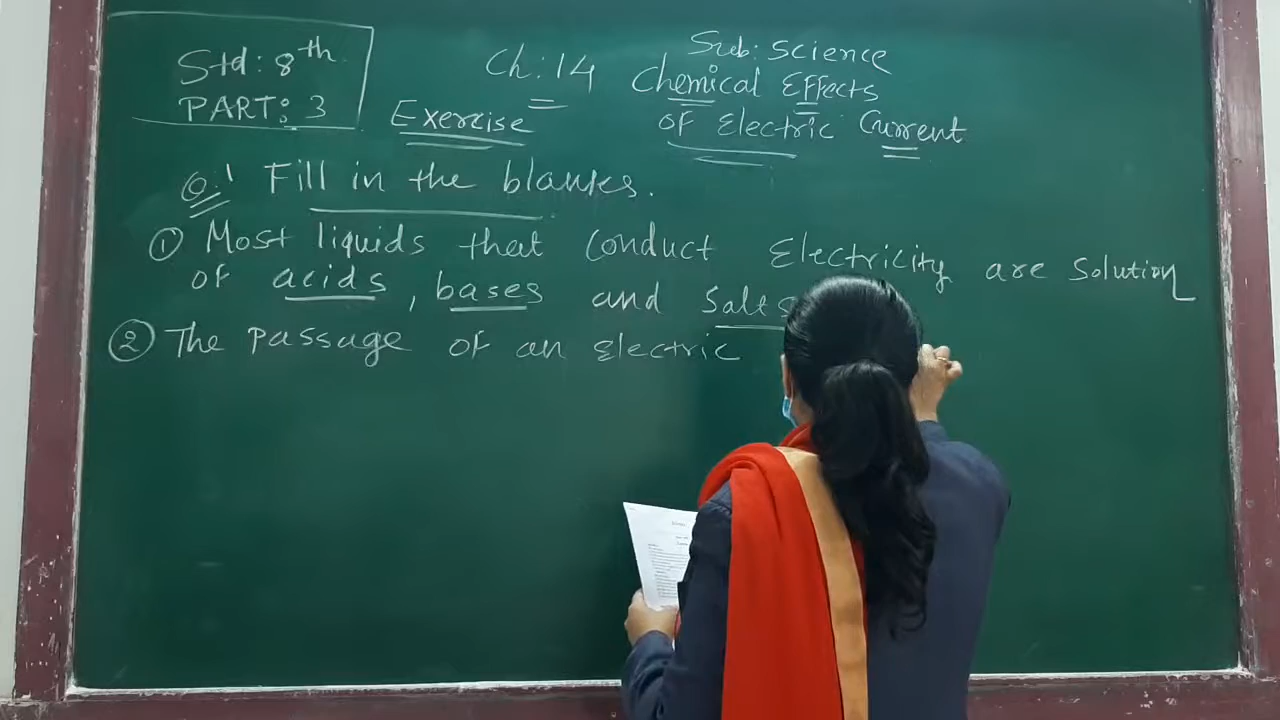 Std: 8th
PART: 3
Sub: science
Ch: 14 Chemical Effects
Exercise OF Electric Current
Q.1 Fill in the blanks.
① Most liquids that conduct Electricity are Solution
of acids, bases and Salts
② The passage of an Electric